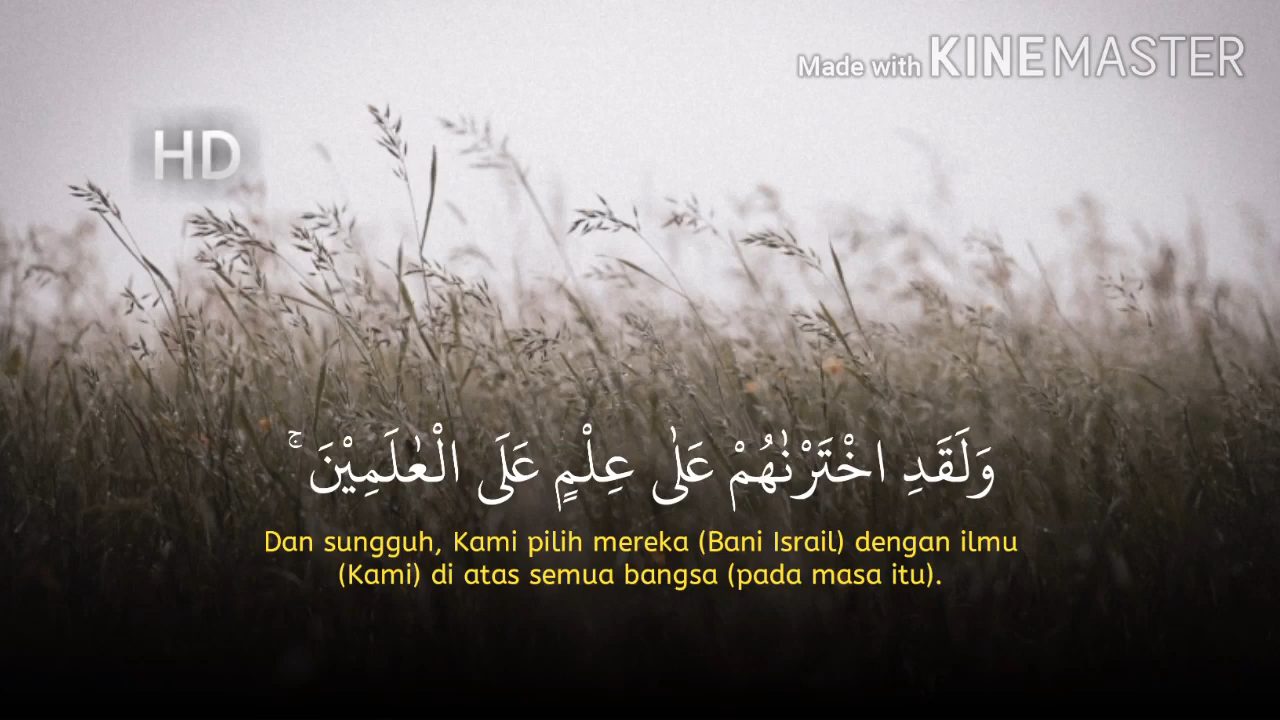 Made with KINEMASTER
HD
وَلَقَدِ اخْتَرْنٰهُمْ عَلٰى عِلْمٍ عَلَى الْعٰلَمِيْنَ ۚ
Dan sungguh, Kami pilih mereka (Bani Israil) dengan ilmu
(Kami) di atas semua bangsa (pada masa itu).